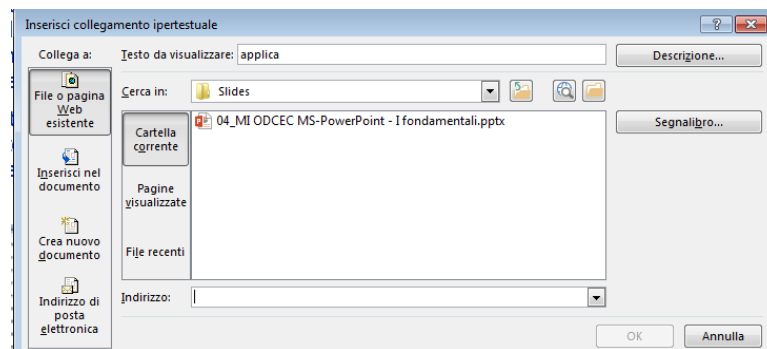 Inserisci collegamento ipertestuale
Collega a:
Testo da visualizzare: applica
Descrizione...
File o pagina
Web
esistente
Cerca in:
Slides
Cartella
corrente
04_MI ODCEC MS-PowerPoint - I fondamentali.pptx
Segnalibro...
Inserisci nel
documento
Pagine
visualizzate
Crea nuovo
documento
File recenti
Indirizzo di
posta
elettronica
Indirizzo:
OK
Annulla